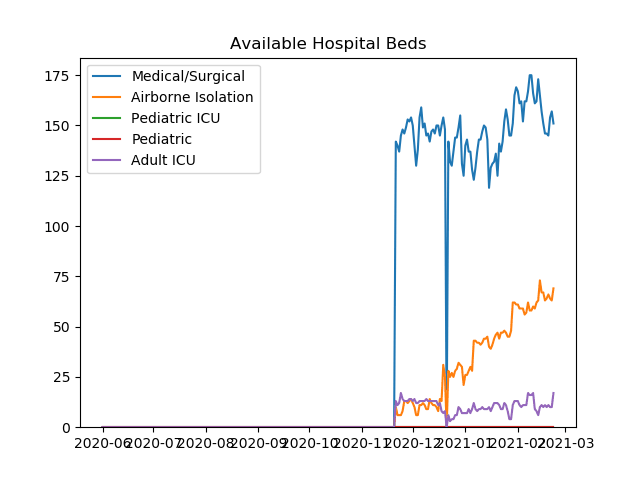 Available Hospital Beds
Medical/Surgical
Airborne Isolation
Pediatric ICU
Pediatric
Adult ICU
175
150
125
100
75
50
25
0
2020-06 2020-07 2020-08 2020-09 2020-10 2020-11 2020-12 2021-01 2021-02 2021-03